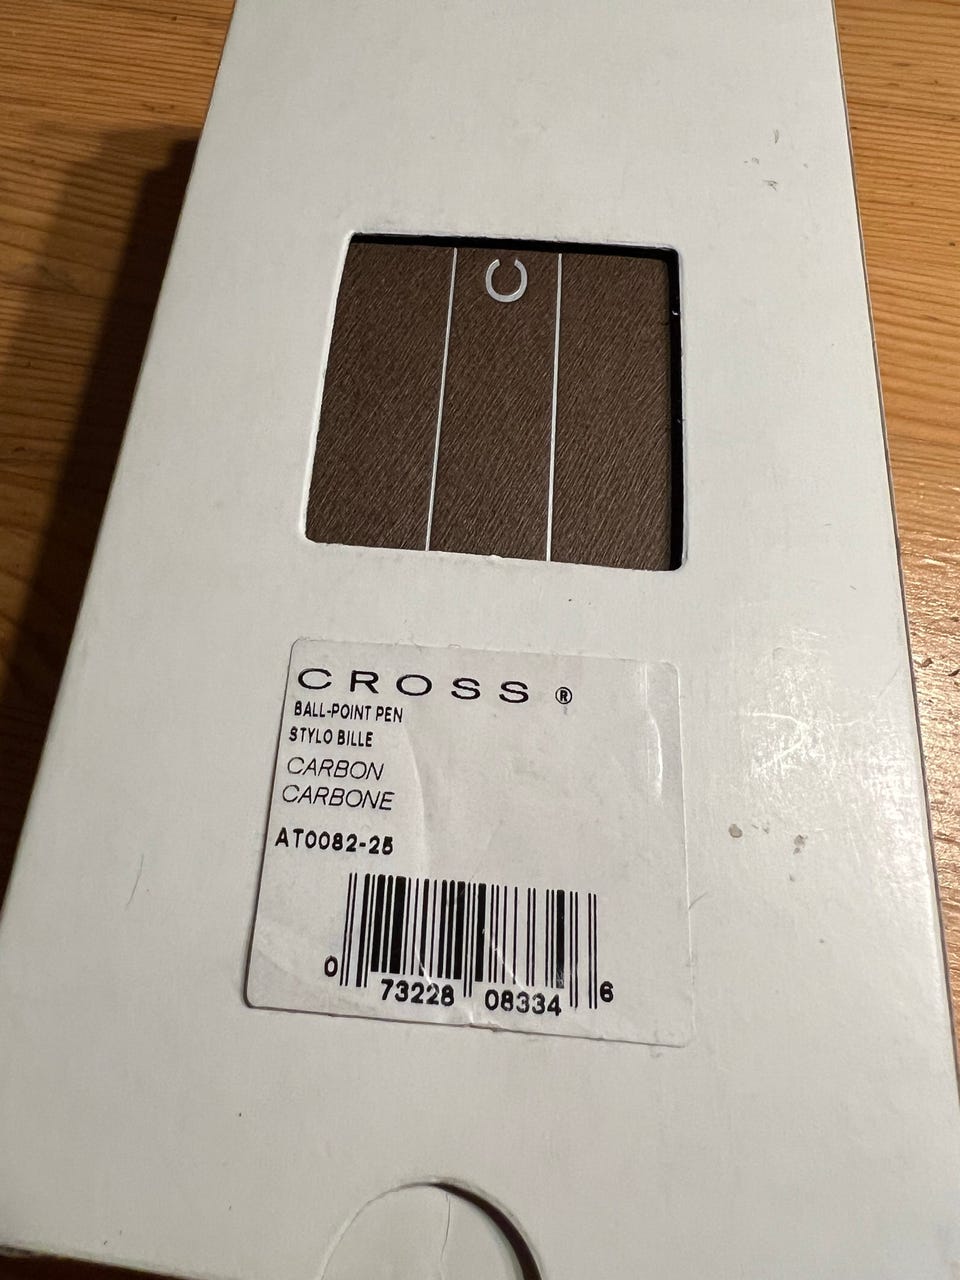 CROSS®
BALL-POINT PEN
STYLO BILLE
CARBON
CARBONE
AT0082-25
0 73228 08334 6